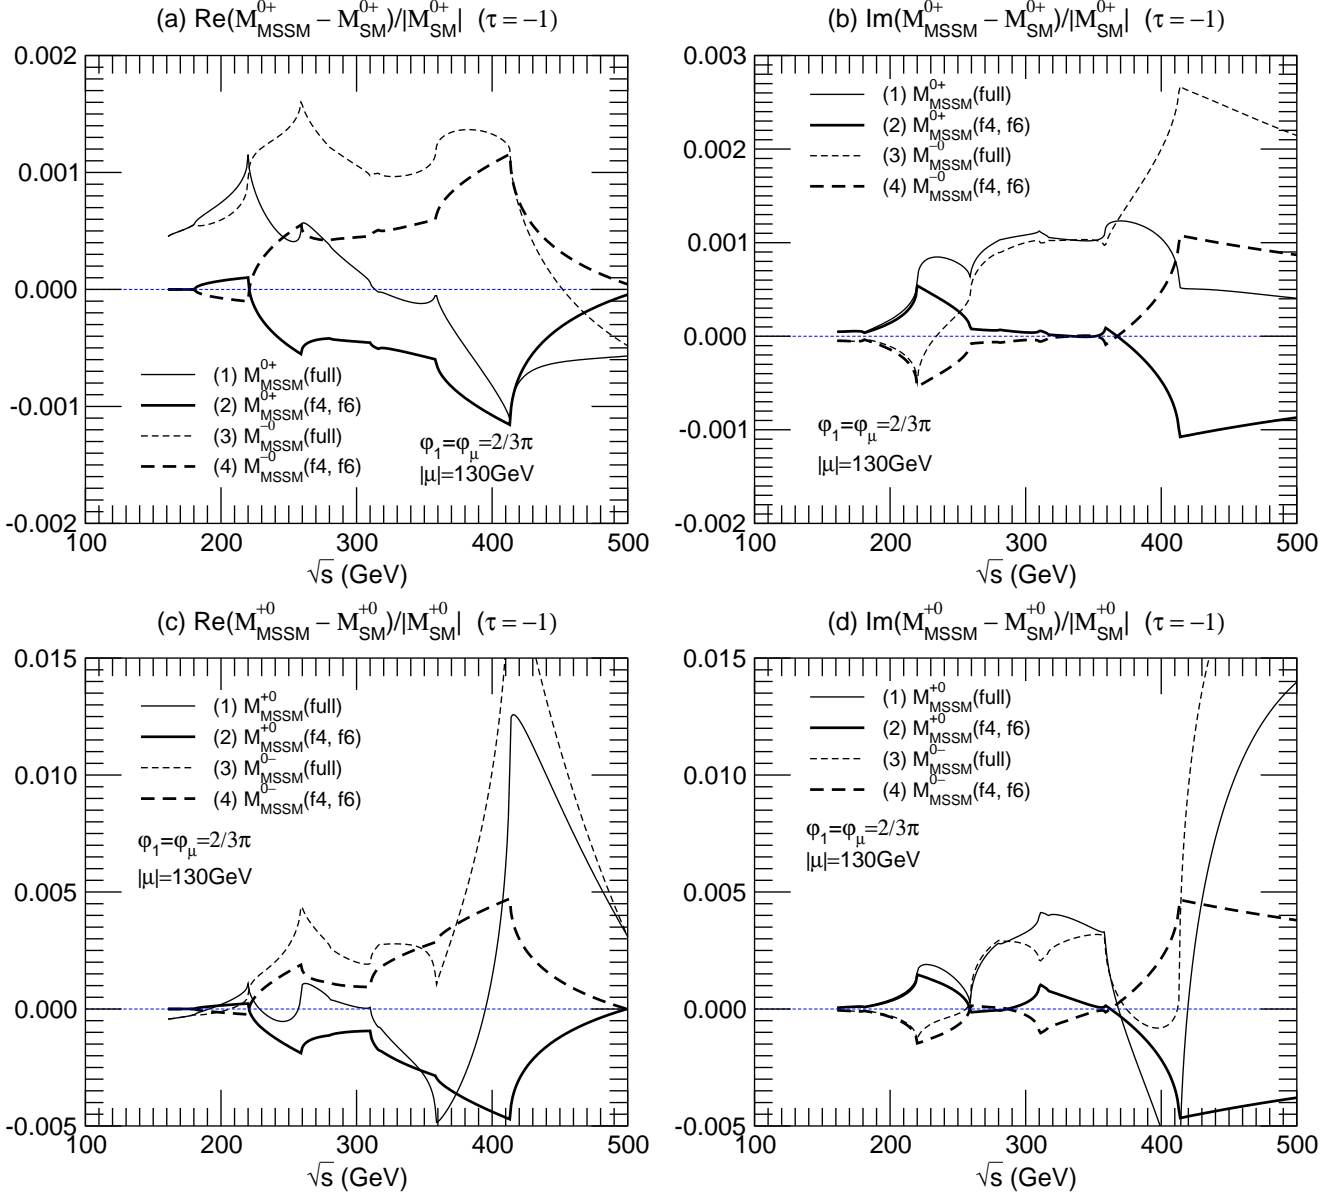 (a) Re(M^{0+}_{MSSM} − M^{0+}_{SM})/|M^{0+}_{SM}| (τ = −1)
0.002
0.001
0.000
-0.001
-0.002
(1) M^{0+}_{MSSM}(full)
(2) M^{0+}_{MSSM}(f4, f6)
(3) M^{−0}_{MSSM}(full)
(4) M^{−0}_{MSSM}(f4, f6)
φ_1=φ_μ=2/3π
|μ|=130GeV
100 200 300 400 500
√s (GeV)
(b) Im(M^{0+}_{MSSM} − M^{0+}_{SM})/|M^{0+}_{SM}| (τ = −1)
0.003
0.002
0.001
0.000
-0.001
-0.002
(1) M^{0+}_{MSSM}(full)
(2) M^{0+}_{MSSM}(f4, f6)
(3) M^{−0}_{MSSM}(full)
(4) M^{−0}_{MSSM}(f4, f6)
φ_1=φ_μ=2/3π
|μ|=130GeV
100 200 300 400 500
√s (GeV)
(c) Re(M^{+0}_{MSSM} − M^{+0}_{SM})/|M^{+0}_{SM}| (τ = −1)
0.015
0.010
0.005
0.000
-0.005
(1) M^{+0}_{MSSM}(full)
(2) M^{+0}_{MSSM}(f4, f6)
(3) M^{0−}_{MSSM}(full)
(4) M^{0−}_{MSSM}(f4, f6)
φ_1=φ_μ=2/3π
|μ|=130GeV
100 200 300 400 500
√s (GeV)
(d) Im(M^{+0}_{MSSM} − M^{+0}_{SM})/|M^{+0}_{SM}| (τ = −1)
0.015
0.010
0.005
0.000
-0.005
(1) M^{+0}_{MSSM}(full)
(2) M^{+0}_{MSSM}(f4, f6)
(3) M^{0−}_{MSSM}(full)
(4) M^{0−}_{MSSM}(f4, f6)
φ_1=φ_μ=2/3π
|μ|=130GeV
100 200 300 400 500
√s (GeV)